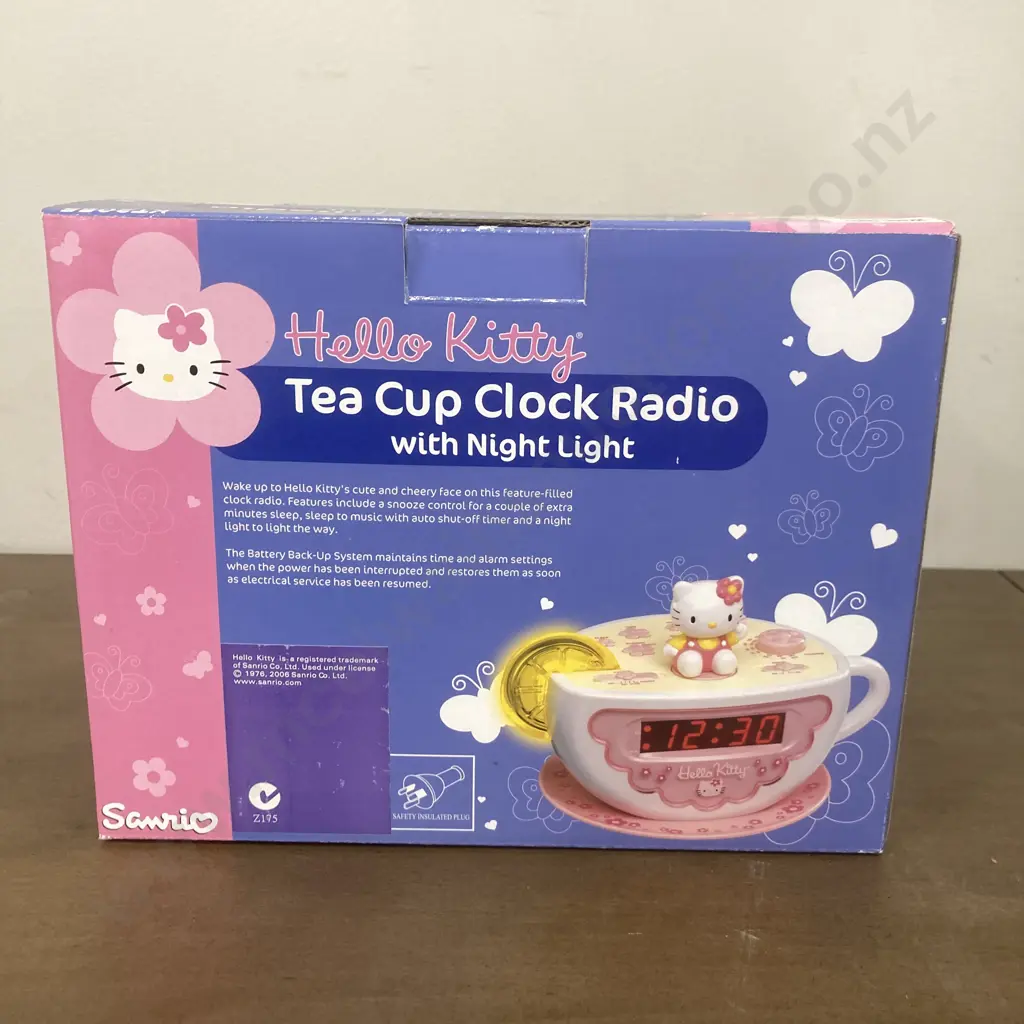 co.nz
Hello Kitty®
Tea Cup Clock Radio
with Night Light
Wake up to Hello Kitty's cute and cheery face on this feature-filled
clock radio. Features include a snooze control for a couple of extra
minutes sleep, sleep to music with auto shut-off timer and a night
light to light the way.
The Battery Back-Up System maintains time and alarm settings
when the power has been interrupted and restores them as soon
as electrical service has been resumed.
Hello Kitty is a registered trademark
of Sanrio Co. Ltd. Used under license
© 1976, 2006 Sanrio Co. Ltd.
www.sanrio.com
12:30
Hello Kitty
Z175
SAFETY INSULATED PLUG
Sanrio